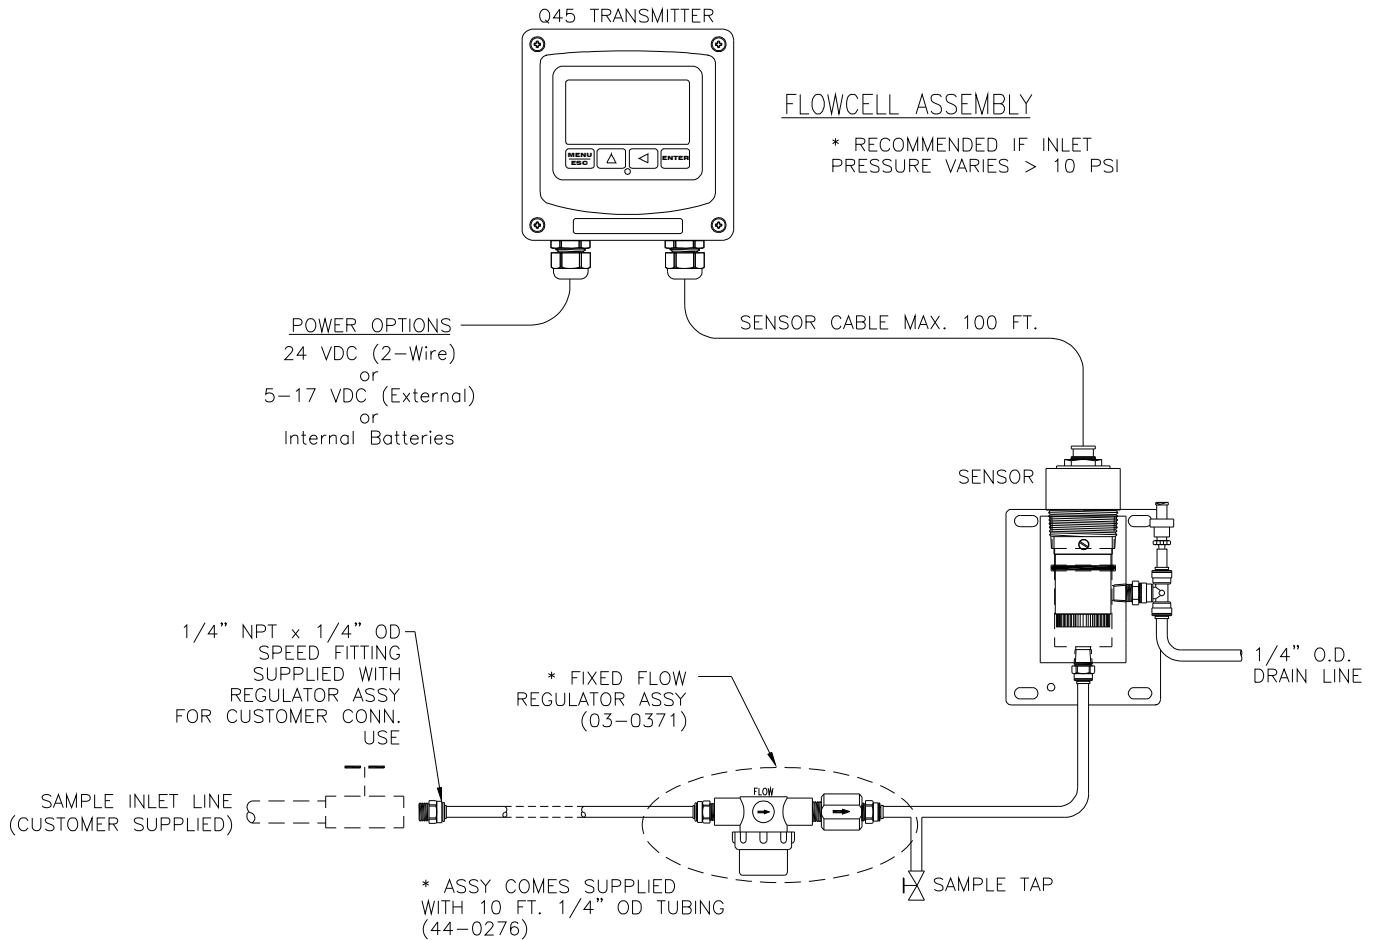 Q45 TRANSMITTER
MENU
ESC
ENTER
FLOWCELL ASSEMBLY
* RECOMMENDED IF INLET
PRESSURE VARIES > 10 PSI
POWER OPTIONS
24 VDC (2-Wire)
or
5-17 VDC (External)
or
Internal Batteries
SENSOR CABLE MAX. 100 FT.
SENSOR
1/4" NPT x 1/4" OD
SPEED FITTING
SUPPLIED WITH
REGULATOR ASSY
FOR CUSTOMER CONN.
USE
* FIXED FLOW
REGULATOR ASSY
(03-0371)
1/4" O.D.
DRAIN LINE
SAMPLE INLET LINE
(CUSTOMER SUPPLIED)
FLOW
* ASSY COMES SUPPLIED
WITH 10 FT. 1/4" OD TUBING
(44-0276)
SAMPLE TAP